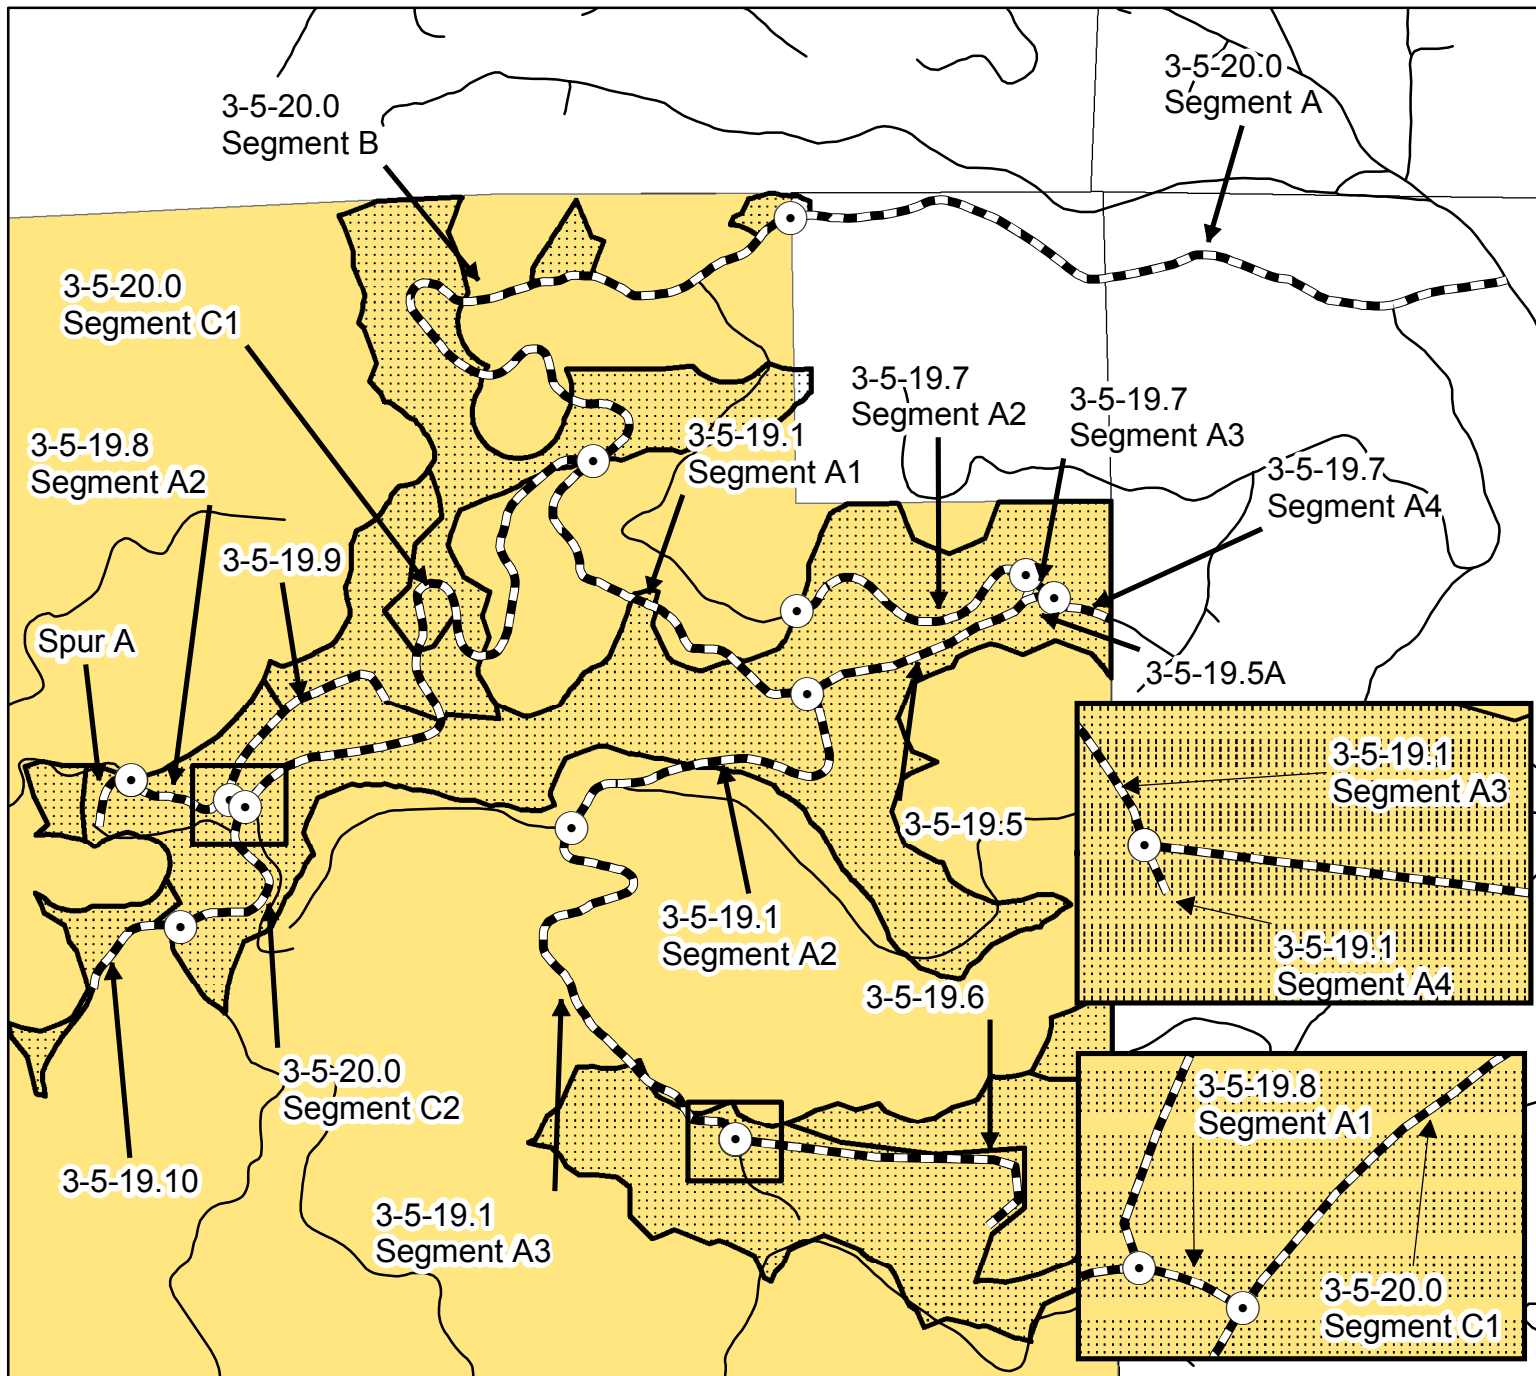 3-5-20.0
Segment A
3-5-20.0
Segment B
3-5-20.0
Segment C1
3-5-19.7
Segment A2
3-5-19.7
Segment A3
3-5-19.1
Segment A1
3-5-19.8
Segment A2
3-5-19.7
Segment A4
3-5-19.9
Spur A
3-5-19.5A
3-5-19.1
Segment A3
3-5-19.5
3-5-19.1
Segment A2
3-5-19.1
Segment A4
3-5-19.6
3-5-20.0
Segment C2
3-5-19.8
Segment A1
3-5-19.10
3-5-19.1
Segment A3
3-5-20.0
Segment C1